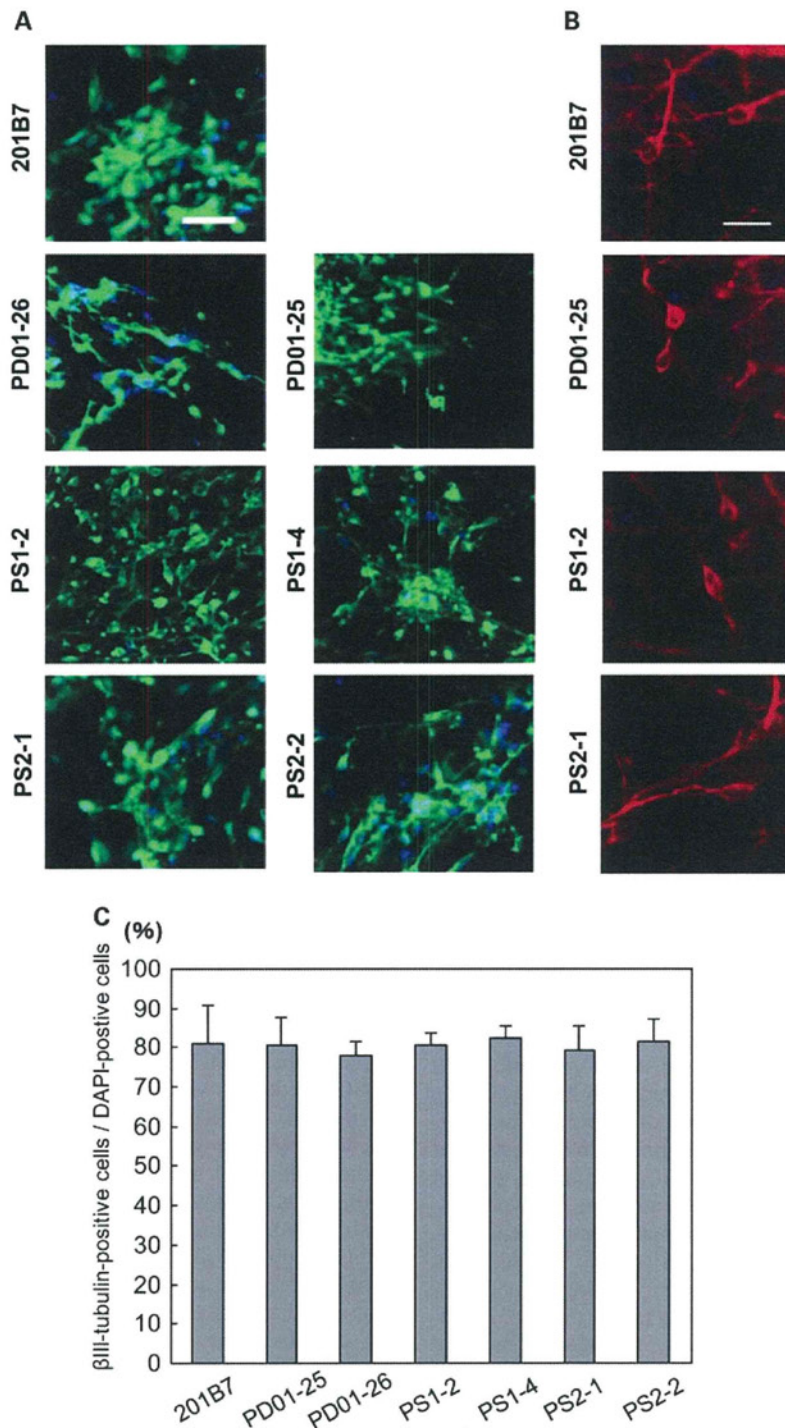 A
B
201B7
201B7
PD01-26
PD01-25
PD01-25
PS1-2
PS1-4
PS1-2
PS2-1
PS2-2
PS2-1
C
(%)
βIII-tubulin-positive cells / DAPI-postive cells
100
90
80
70
60
50
40
30
20
10
0
201B7
PD01-25
PD01-26
PS1-2
PS1-4
PS2-1
PS2-2